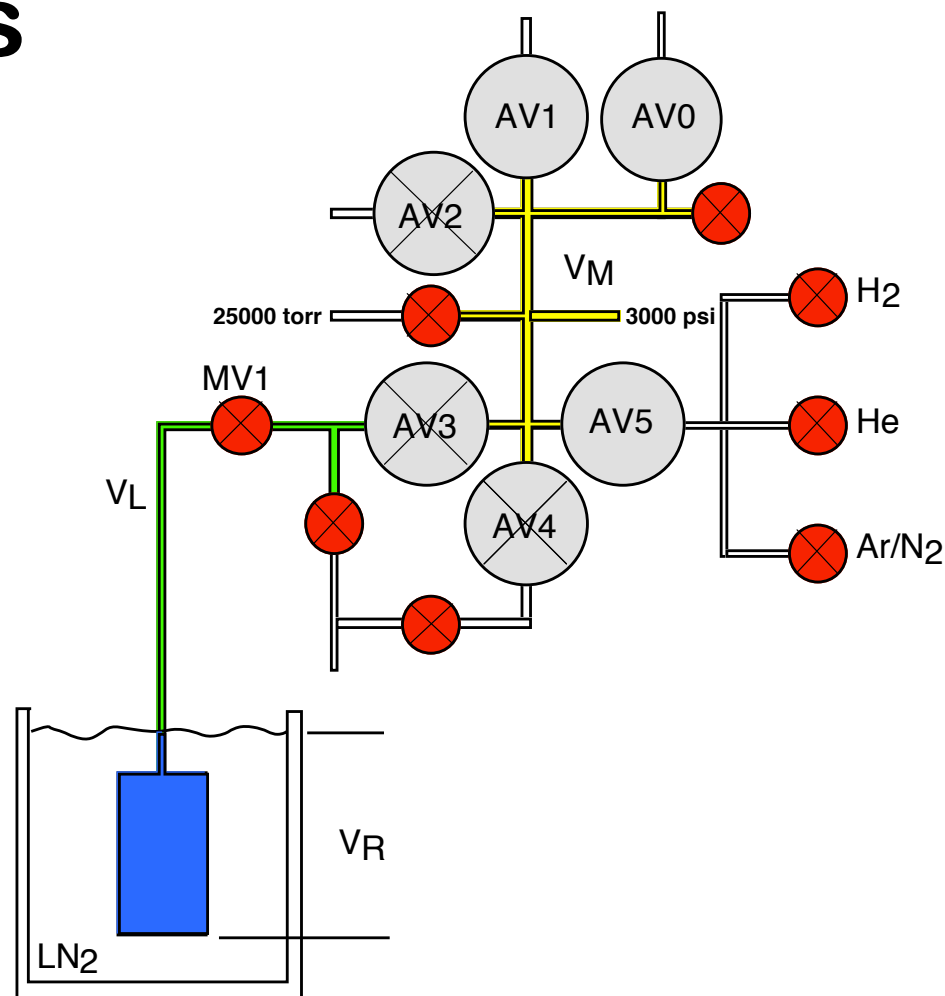 s
AV1
AV0
AV2
VM
25000 torr
3000 psi
H2
MV1
AV3
AV5
He
VL
AV4
Ar/N2
VR
LN2